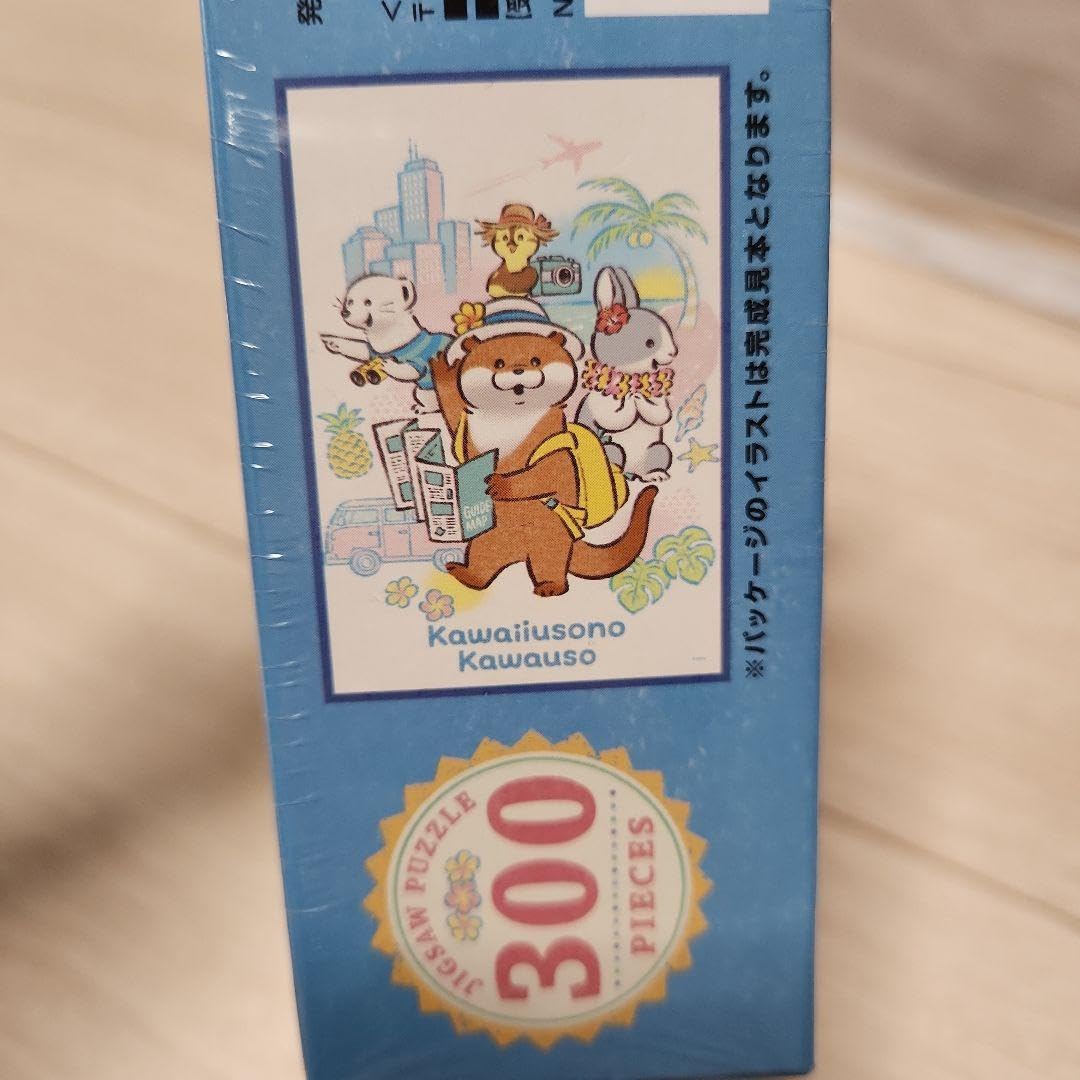 発
GUIDE
MAP
Kawaiiusono
Kawauso
※パッケージのイラストは完成見本となります。
JIGSAW PUZZLE
300
PIECES